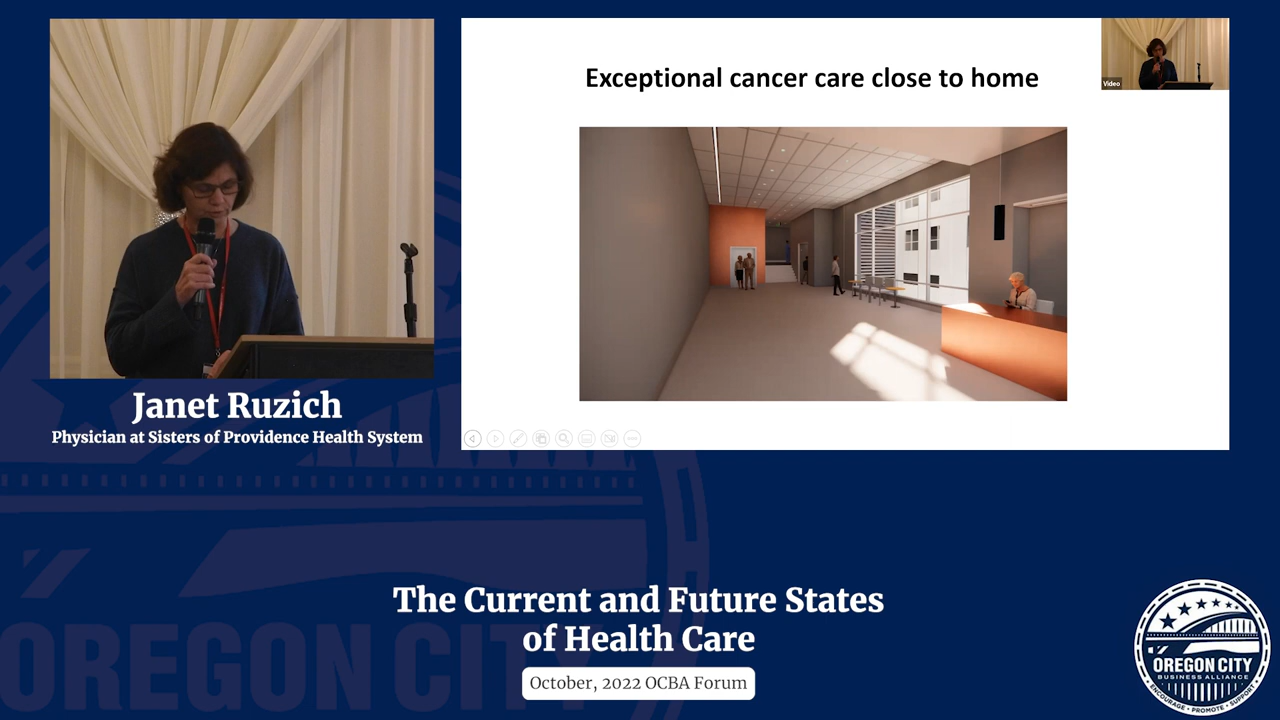 Exceptional cancer care close to home
Video
Janet Ruzich
Physician at Sisters of Providence Health System
The Current and Future States
of Health Care
October, 2022 OCBA Forum
OREGON CITY
BUSINESS ALLIANCE
ENCOURAGE • PROMOTE • SUPPORT
OREGON C